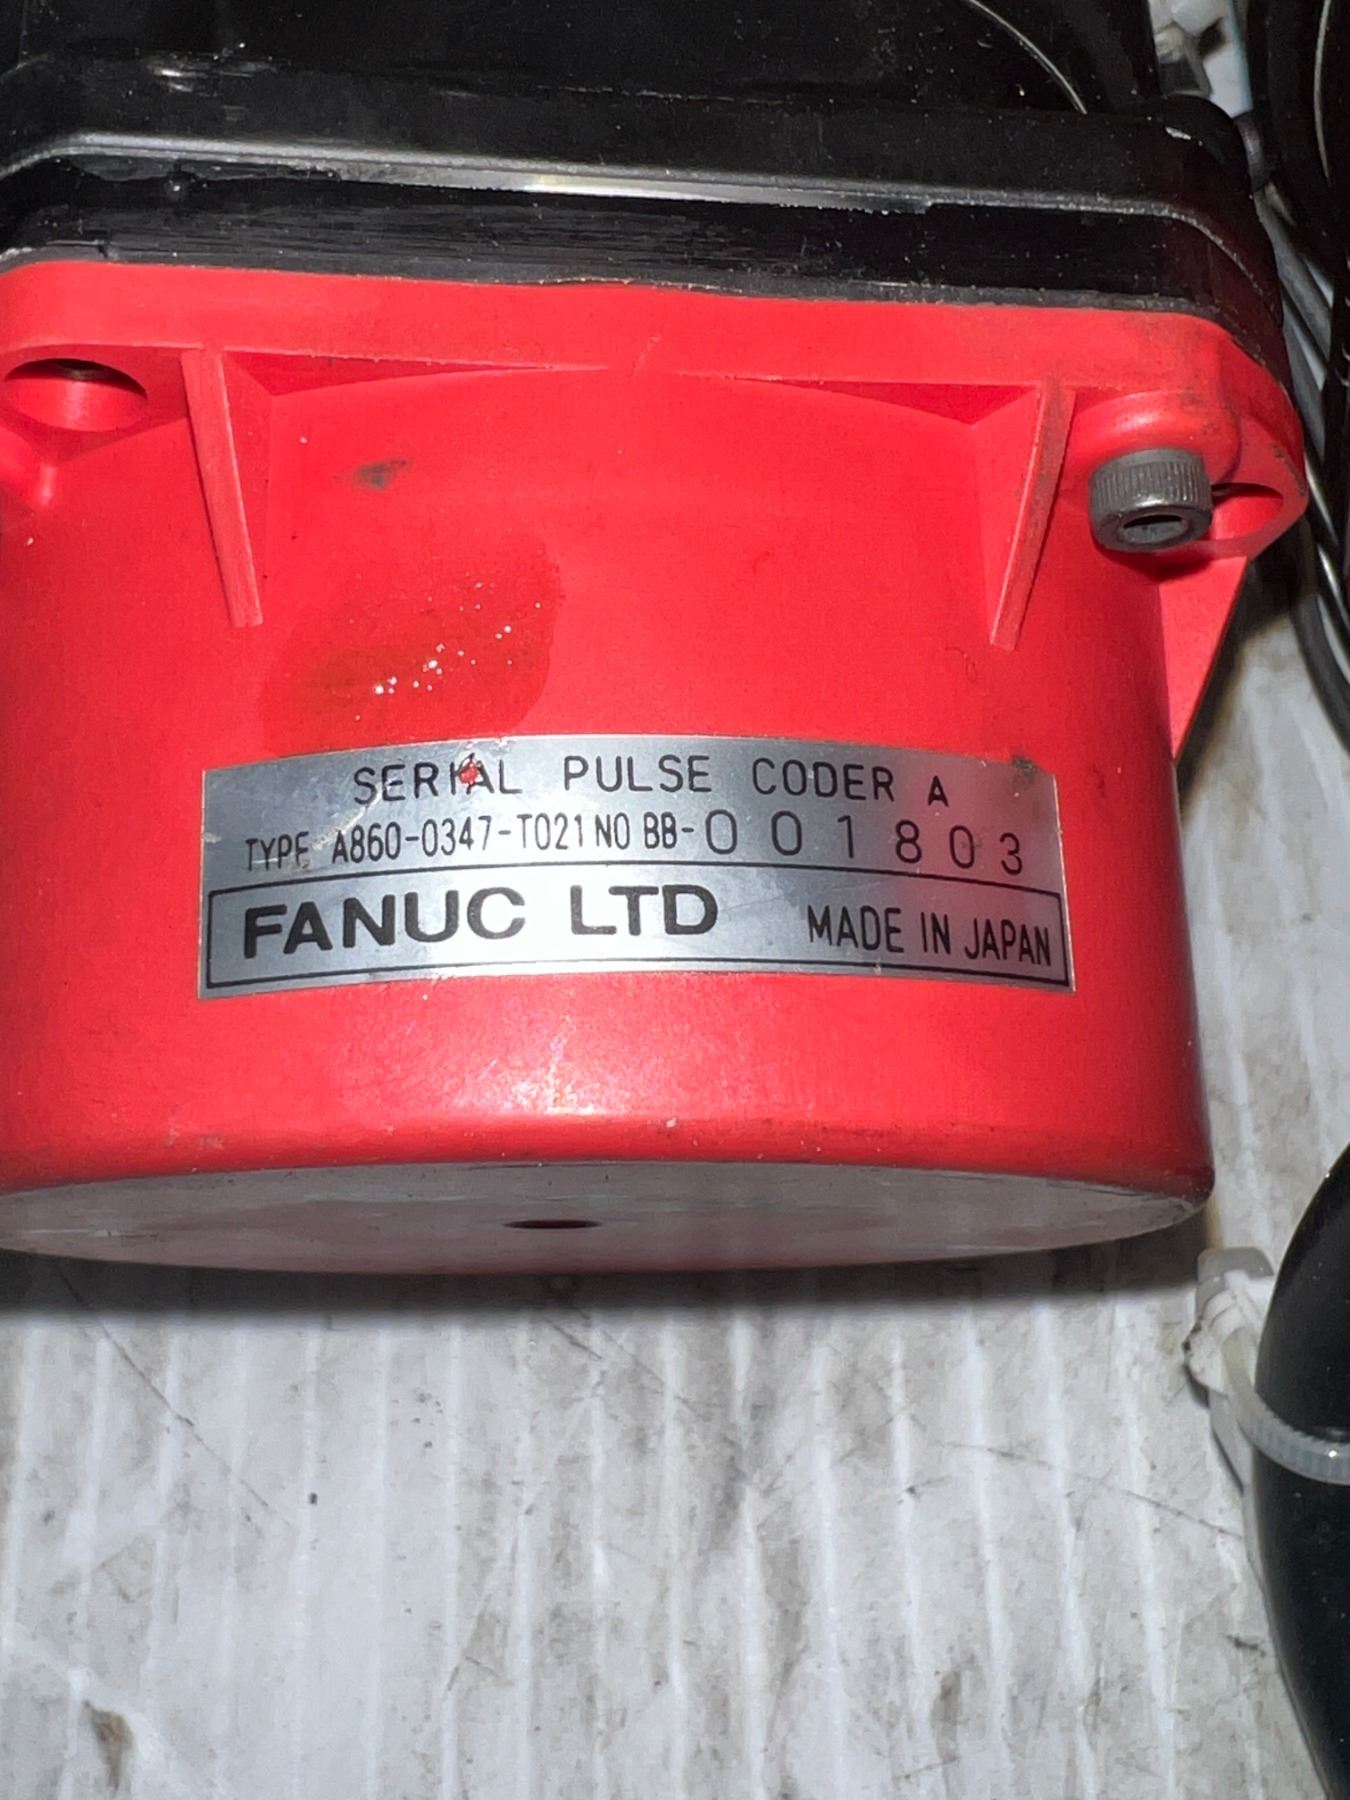 SERIAL PULSE CODER A
TYPE A860-0347-T021 NO BB-001803
FANUC LTD MADE IN JAPAN